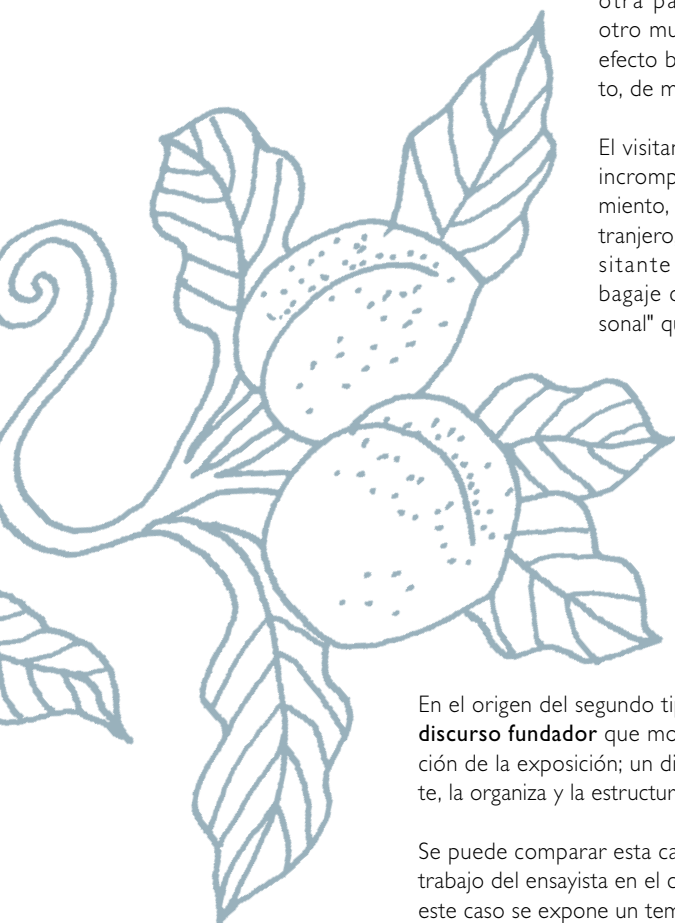 otra pa
otro mu
efecto b
to, de m
El visitan
incromp
miento,
tranjero
sitante
bagaje c
sonal" qu
En el origen del segundo tip
discurso fundador que mo
ción de la exposición; un di
te, la organiza y la estructur
Se puede comparar esta ca
trabajo del ensayista en el c
este caso se expone un tem